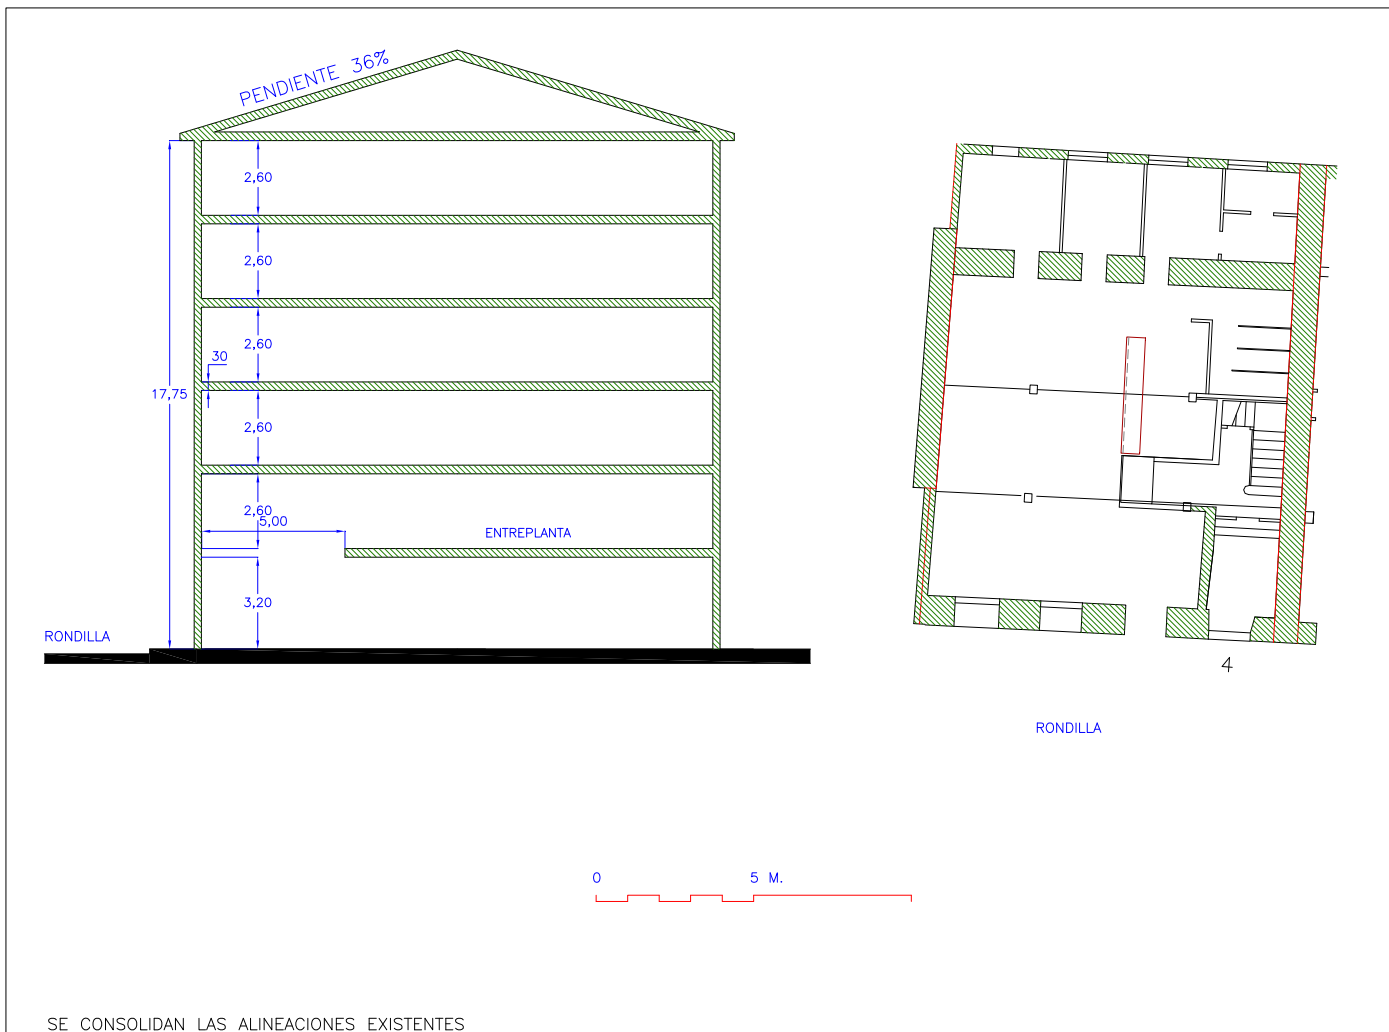 PENDIENTE 36%
2,60
2,60
2,60
30
17,75
2,60
2,60
5,00
ENTREPLANTA
3,20
RONDILLA
4
RONDILLA
0 5 M.
SE CONSOLIDAN LAS ALINEACIONES EXISTENTES